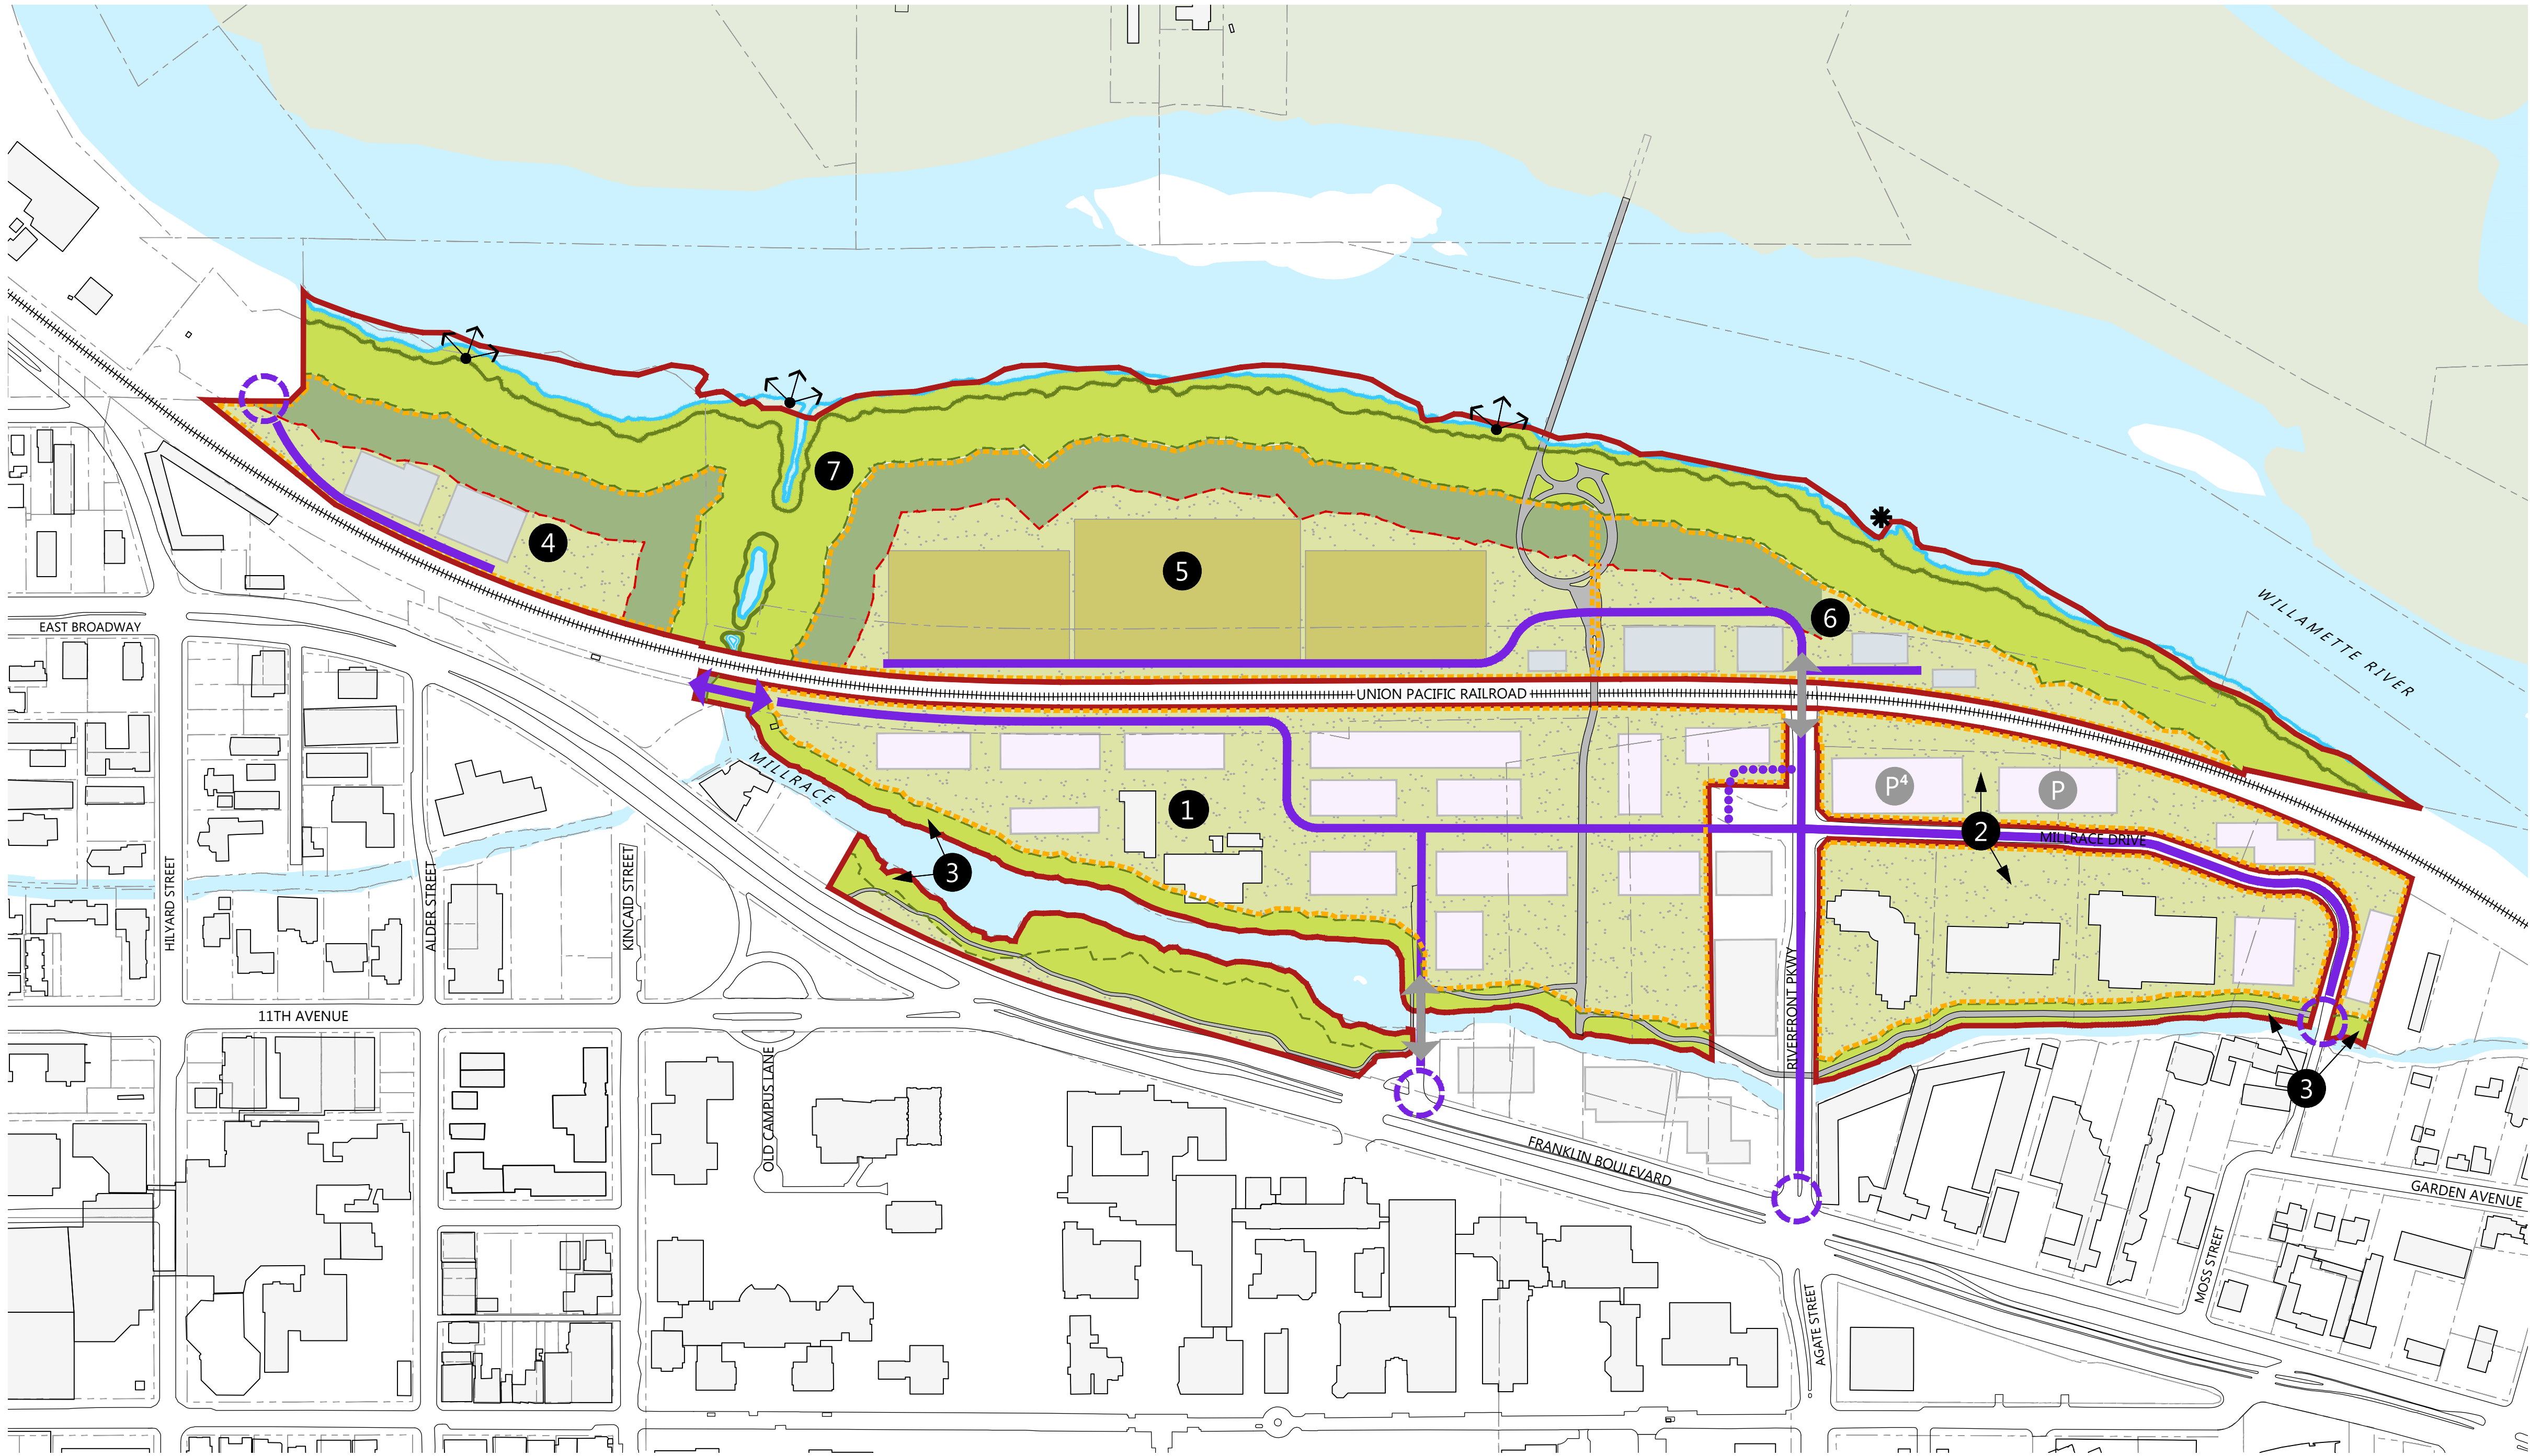 7
4
5
6
WILLAMETTE RIVER
EAST BROADWAY
UNION PACIFIC RAILROAD
MILLRACE
1
P4
P
2
MILLRACE DRIVE
3
HILYARD STREET
ALDER STREET
KINCAID STREET
11TH AVENUE
RIVERFRONT PKWY
3
OLD CAMPUS LANE
FRANKLIN BOULEVARD
GARDEN AVENUE
MOSS STREET
AGATE STREET